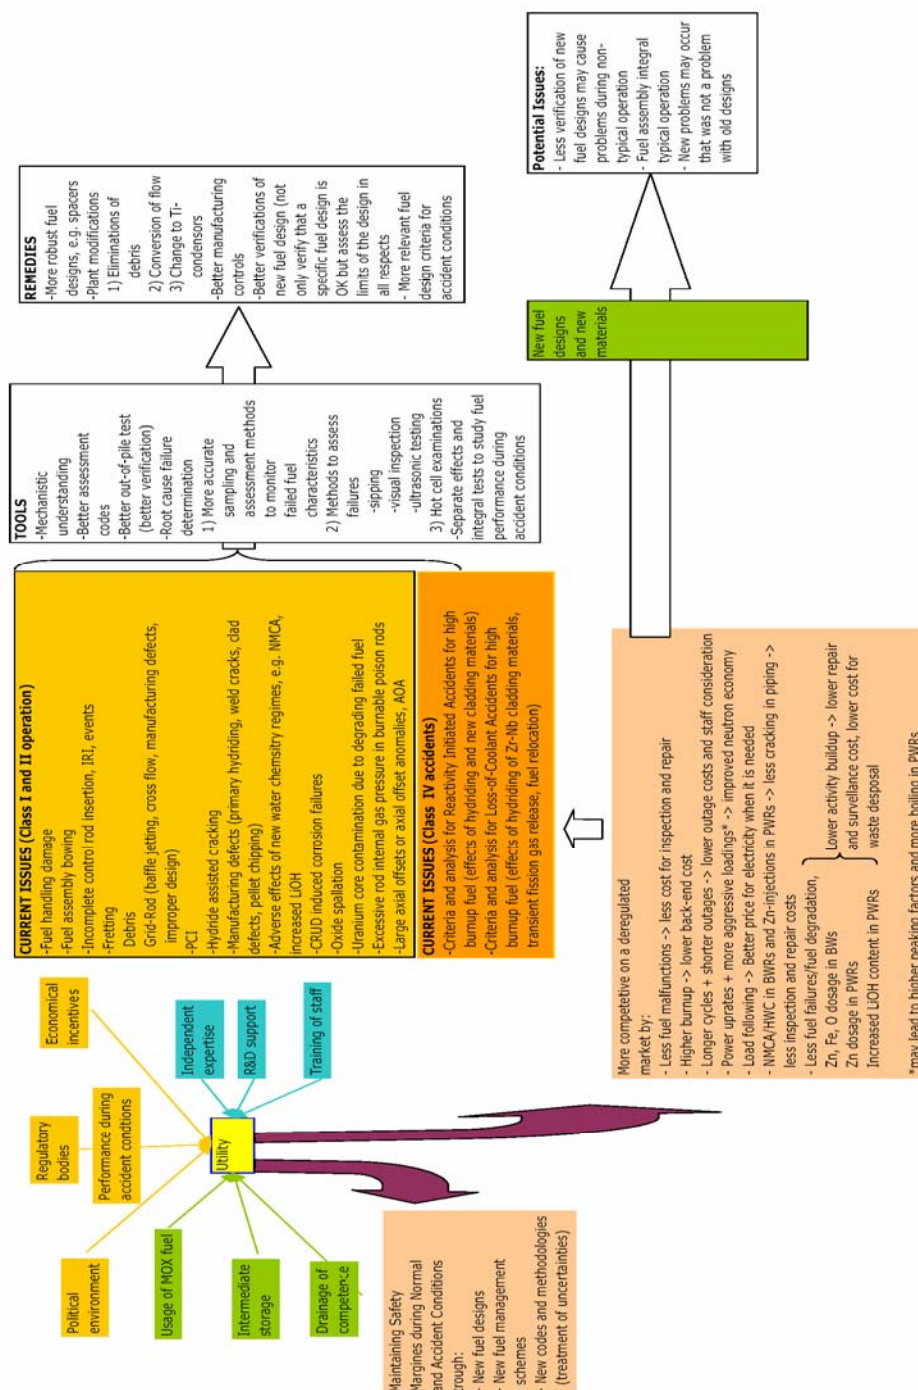 Political
environment
Regulatory
bodies
Economical
incentives
Performance during
accident condtions
Usage of MOX fuel
Intermediate
storage
Drainage of
competence
Utility
Independent
expertise
R&D support
Training of staff
Maintaining Safety
Margines during Normal
and Accident Conditions
trough:
- New fuel designs
- New fuel management
schemes
- New codes and methodologies
(treatment of uncertainties)
CURRENT ISSUES (Class I and II operation)
-Fuel handling damage
-Fuel assembly bowing
-Incomplete control rod insertion, IRI, events
-Fretting
Debris
Grid-Rod (baffle jetting, cross flow, manufacturing defects,
improper design)
-PCI
-Hydride assisted cracking
-Manufacturing defects (primary hydriding, weld cracks, clad
defects, pellet chipping)
-Adverse effects of new water chemsitry regimes, e.g. NMCA,
increased LiOH
-CRUD induced corrosion failures
-Oxide spallation
-Uranium core contamination due to degrading failed fuel
-Excessive rod internal gas pressure in burnable poison rods
-Large axial offsets or axial offset anomalies, AOA
CURRENT ISSUES (Class IV accidents)
-Criteria and analysis for Reactivity Initiated Accidents for high
burnup fuel (effects of hydriding and new cladding materials)
-Criteria and analysis for Loss-of-Coolant Accidents for high
burnup fuel (effects of hydriding of Zr-Nb cladding materials,
transient fission gas release, fuel relocation)
More competetive on a deregulated
market by:
- Less fuel malfunctions -> less cost for inspection and repair
- Higher burnup -> lower back-end cost
- Longer cycles + shorter outages -> lower outage costs and staff consideration
- Power uprates + more aggressive loadings* -> improved neutron economy
- Load following -> Better price for electricity when it is needed
- NMCA/HWC in BWRs and Zn-injections in PWRs -> less cracking in piping ->
less inspection and repair costs
- Less fuel failures/fuel degradation,
Zn, Fe, O dosage in BWs
Zn dosage in PWRs
Increased LiOH content in PWRs
Lower activity buildup -> lower repair
and survellance cost, lower cost for
waste desposal
*may lead to higher peaking factors and more boiling in PWRs
TOOLS
-Mechanistic
understanding
-Better assessment
codes
-Better out-of-pile test
(better verification)
-Root cause failure
determination
1) More accurate
sampling and
assessment methods
to monitor
failed fuel
characteristics
2) Methods to assess
failures
-sipping
-visual inspection
-ultrasonic testing
3) Hot cell examinations
-Separate effects and
integral tests to study fuel
performance during
accident conditions
REMEDIES
-More robust fuel
designs, e.g. spacers
-Plant modifications
1) Eliminations of
debris
2) Conversion of flow
3) Change to Ti-
condensors
-Better manufacturing
controls
-Better verifications of
new fuel design (not
only verify that a
specific fuel design is
OK but assess the
limits of the design in
all respects
- More relevant fuel
design criteria for
accident conditions
New fuel
designs
and new
materials
Potential Issues:
- Less verification of new
fuel designs may cause
problems during non-
typical operation
- Fuel assembly integral
typical operation
- New problems may occur
that was not a problem
with old designs